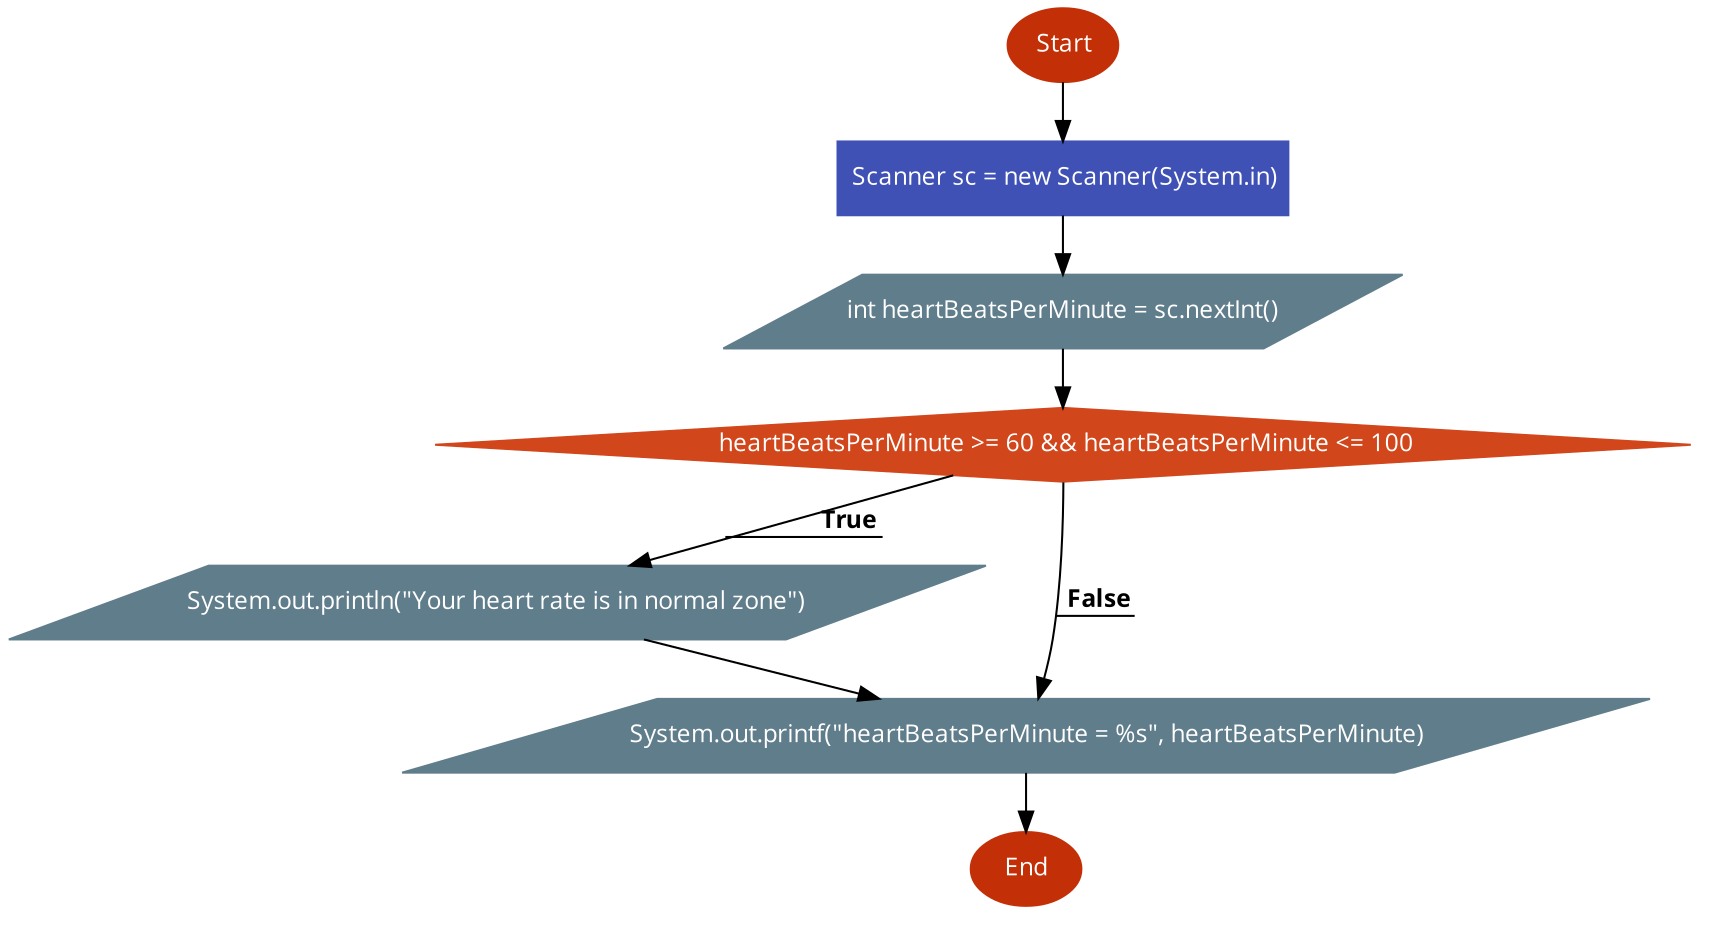 Start
Scanner sc = new Scanner(System.in)
int heartBeatsPerMinute = sc.nextInt()
heartBeatsPerMinute >= 60 && heartBeatsPerMinute <= 100
True
System.out.println("Your heart rate is in normal zone")
False
System.out.printf("heartBeatsPerMinute = %s", heartBeatsPerMinute)
End